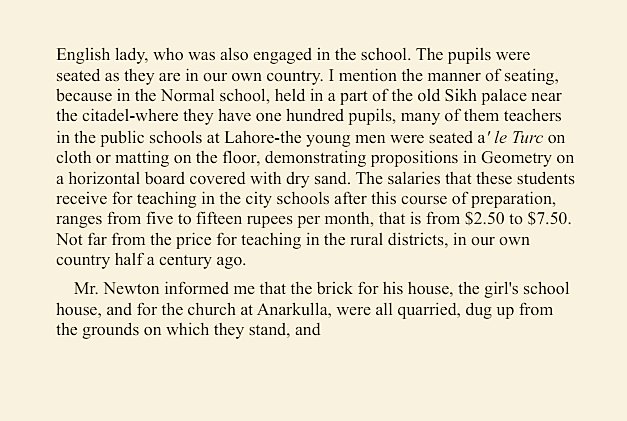 English lady, who was also engaged in the school. The pupils were
seated as they are in our own country. I mention the manner of seating,
because in the Normal school, held in a part of the old Sikh palace near
the citadel-where they have one hundred pupils, many of them teachers
in the public schools at Lahore-the young men were seated a' le Turc on
cloth or matting on the floor, demonstrating propositions in Geometry on
a horizontal board covered with dry sand. The salaries that these students
receive for teaching in the city schools after this course of preparation,
ranges from five to fifteen rupees per month, that is from $2.50 to $7.50.
Not far from the price for teaching in the rural districts, in our own
country half a century ago.
Mr. Newton informed me that the brick for his house, the girl's school
house, and for the church at Anarkulla, were all quarried, dug up from
the grounds on which they stand, and